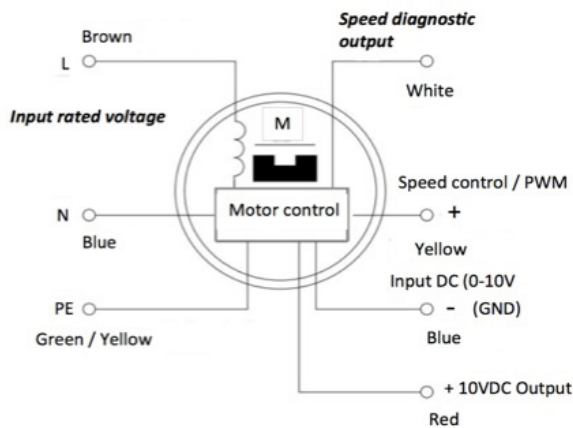 Brown
L
Input rated voltage
N
Blue
PE
Green / Yellow
M
Motor control
Speed diagnostic
output
White
Speed control / PWM
+
Yellow
Input DC (0-10V
- (GND)
Blue
+ 10VDC Output
Red